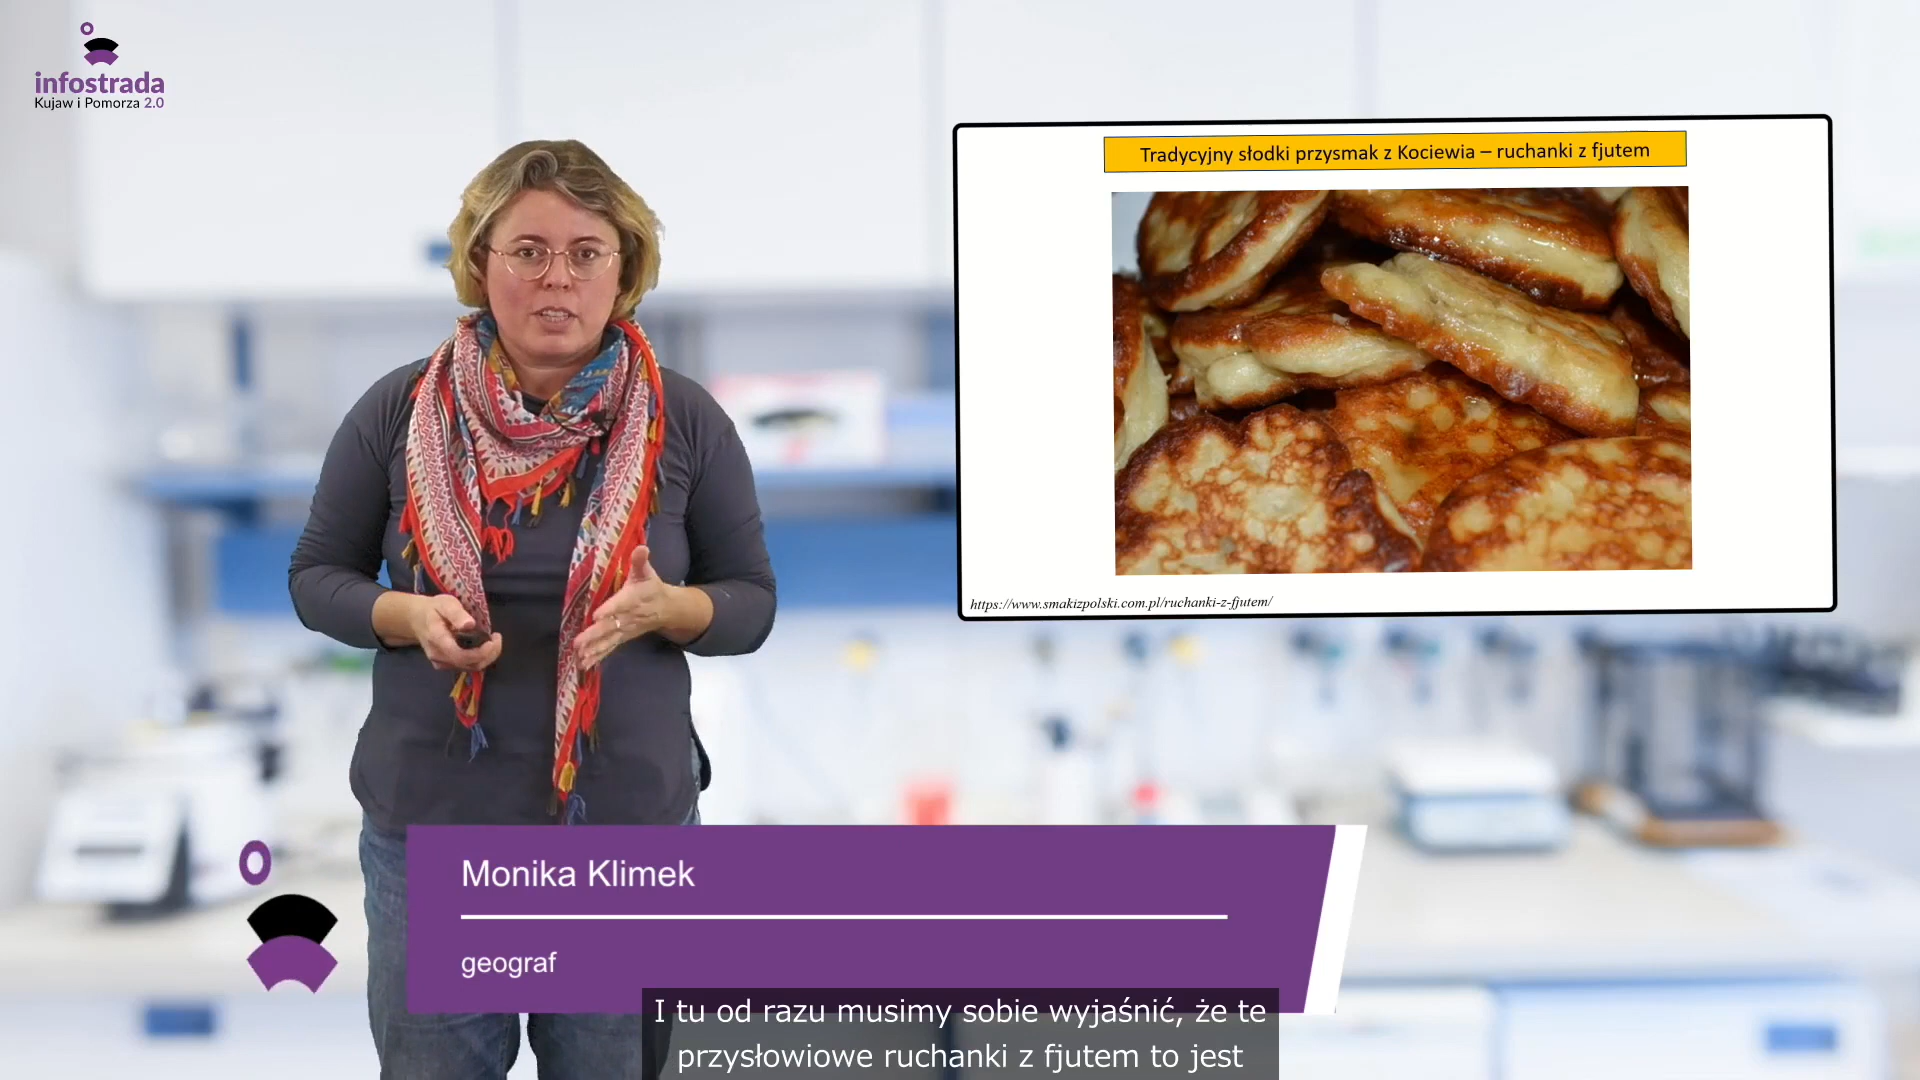 infostrada
Kujaw i Pomorza 2.0
Tradycyjny słodki przysmak z Kociewia – ruchanki z fjutem
https://www.smakizpolski.com.pl/ruchanki-z-fjutem/
Monika Klimek
geograf
I tu od razu musimy sobie wyjaśnić, że te
przysłowiowe ruchanki z fjutem to jest